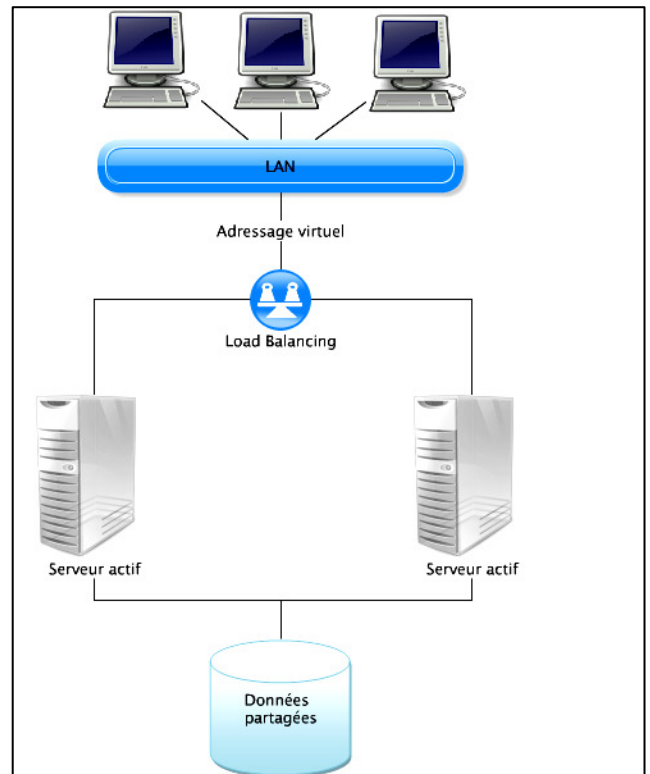 LAN
Adressage virtuel
Load Balancing
Serveur actif
Serveur actif
Données
partagées